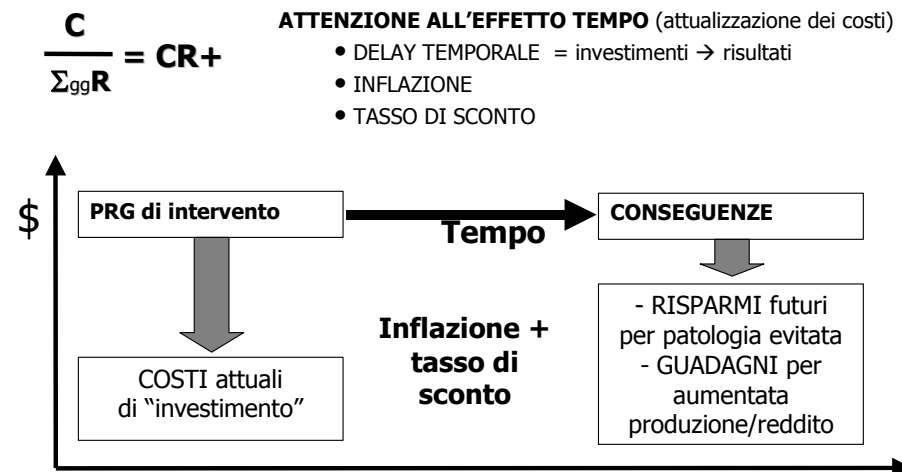 C
ΣggR
= CR+
ATTENZIONE ALL'EFFETTO TEMPO (attualizzazione dei costi)
• DELAY TEMPORALE = investimenti → risultati
• INFLAZIONE
• TASSO DI SCONTO
$
PRG di intervento
Tempo
CONSEGUENZE
COSTI attuali
di “investimento”
Inflazione +
tasso di
sconto
- RISPARMI futuri
per patologia evitata
- GUADAGNI per
aumentata
produzione/reddito